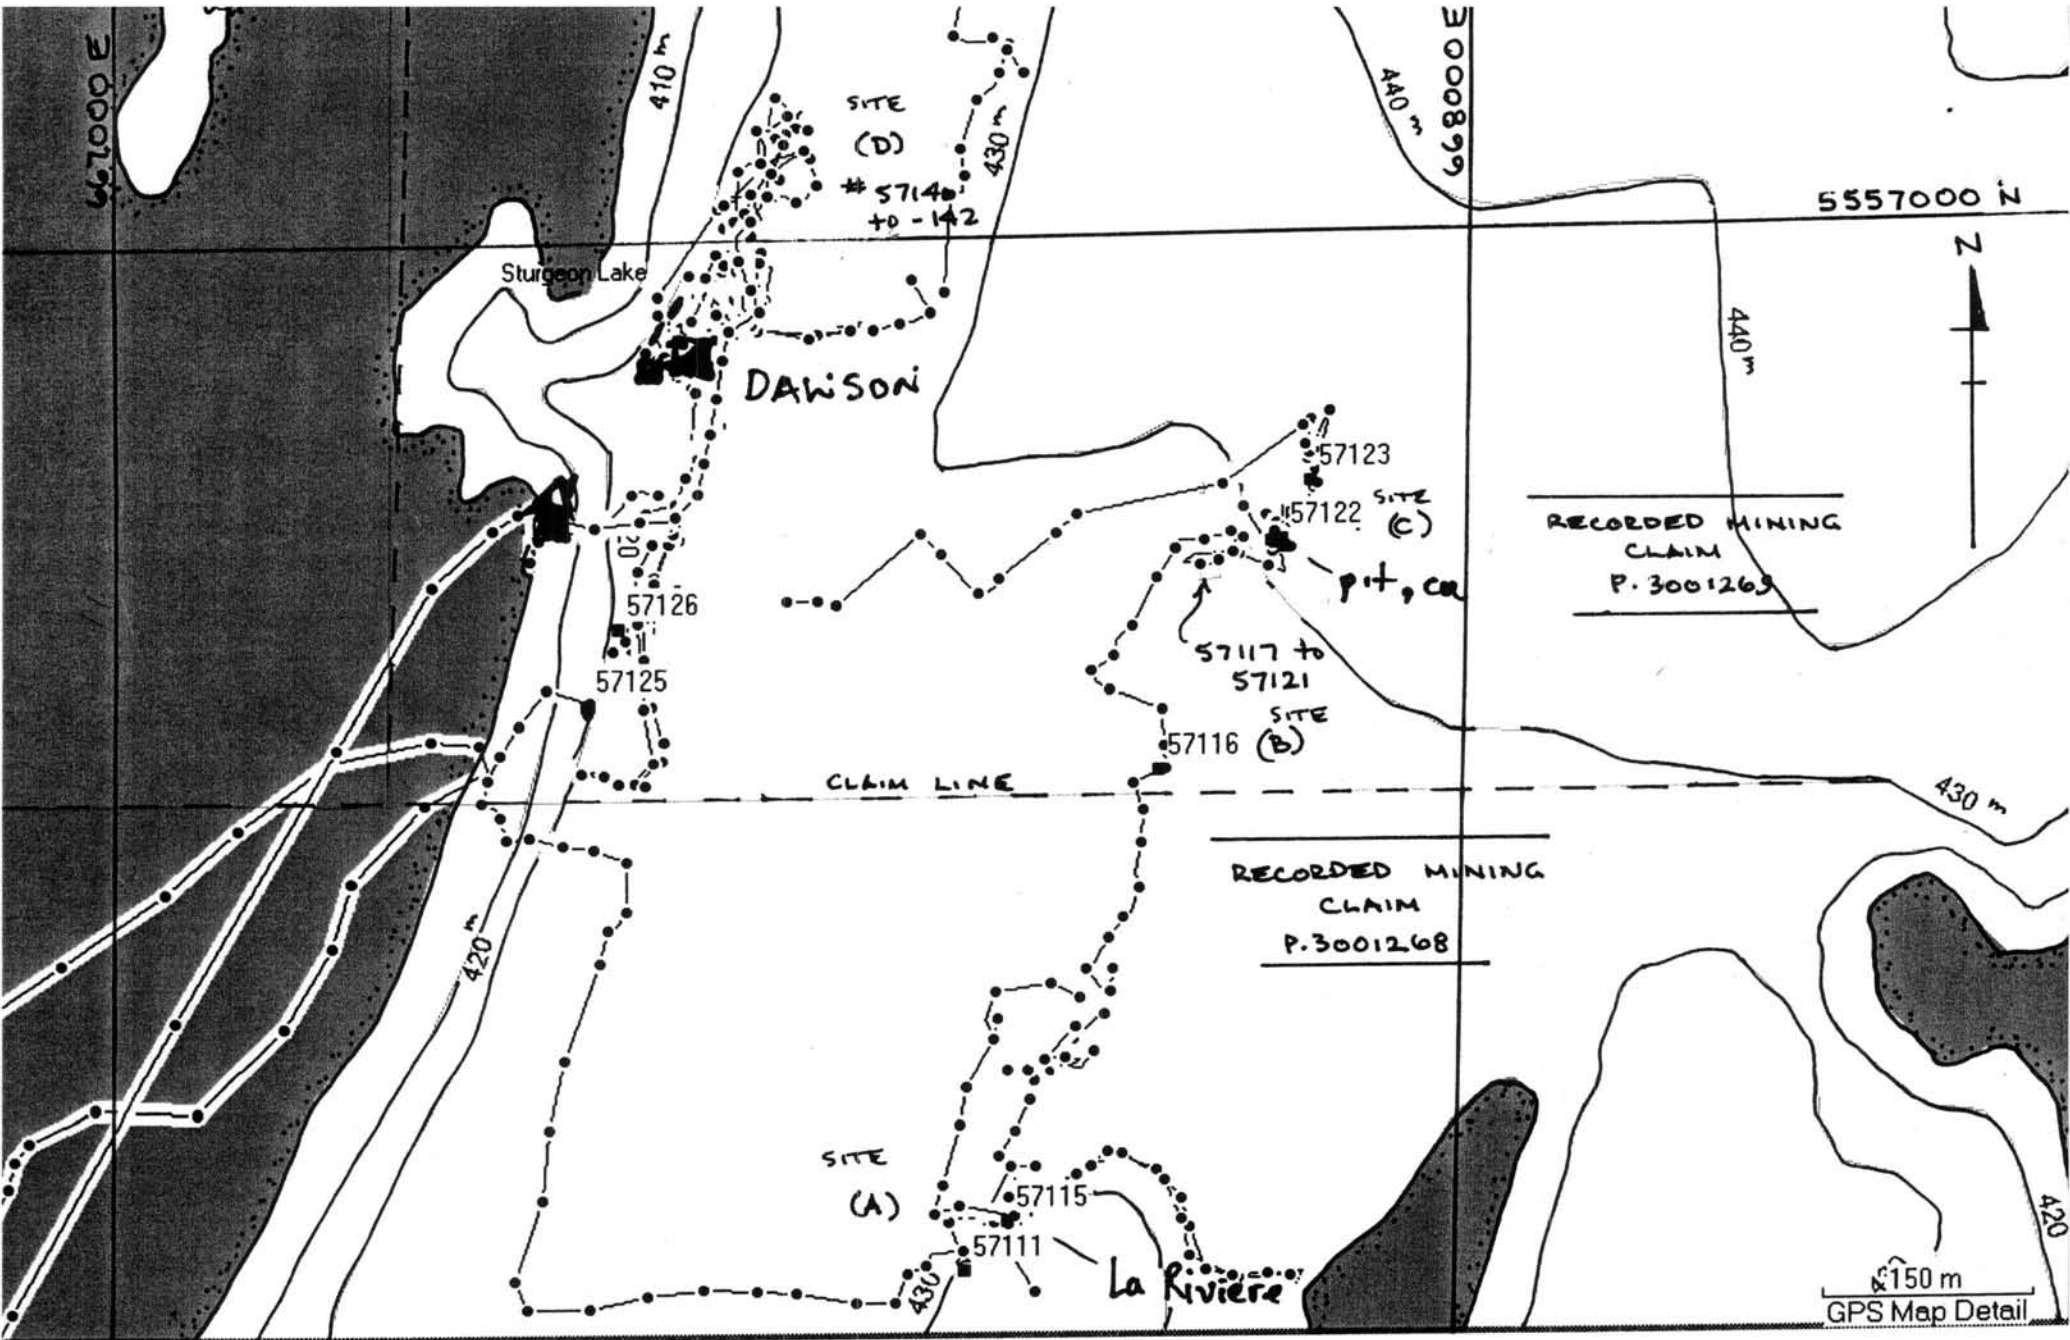 667000 E
410 m
SITE
(D)
# 57140
to - 142
430 m
440 m
668000 E
5557000 N
N
Sturgeon Lake
440 m
DAWSON
57123
57122
SITE
(C)
RECORDED MINING
CLAIM
P. 3001269
pit,
57126
57117 to
57121
57125
SITE
(B)
57116
CLAIM LINE
430 m
RECORDED MINING
CLAIM
P. 3001268
420 m
SITE
(A)
57115
57111
430
La Riviere
420
150 m
GPS Map Detail